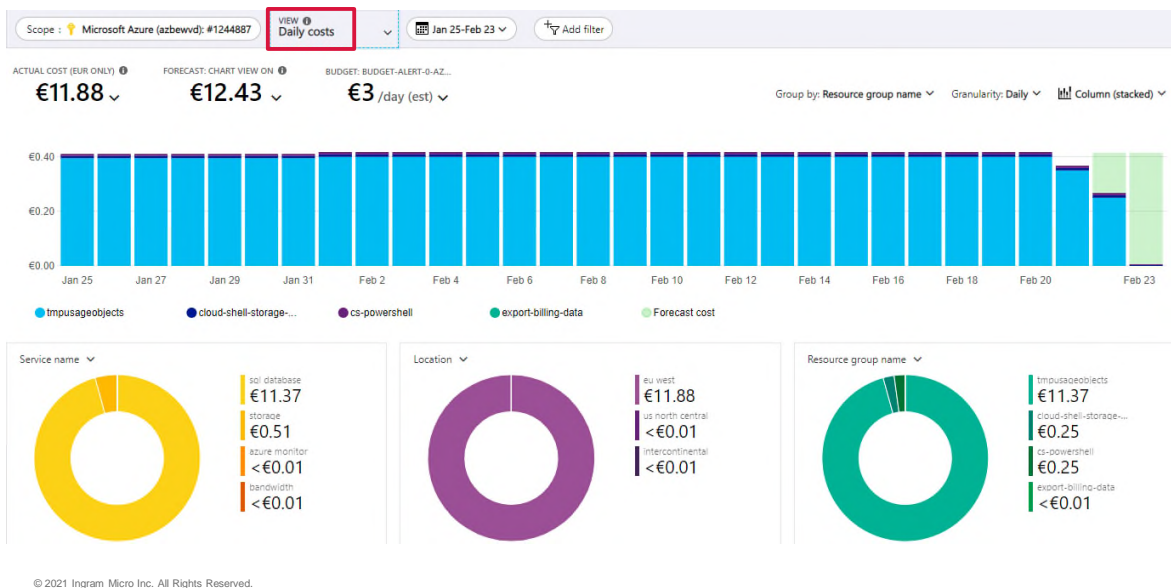 Scope : Microsoft Azure (azbewvd): #1244887
VIEW
Daily costs
Jan 25-Feb 23
Add filter
ACTUAL COST (EUR ONLY)
€11.88
FORECAST: CHART VIEW ON
€12.43
BUDGET: BUDGET-ALERT-0-AZ...
€3 /day (est)
Group by: Resource group name
Granularity: Daily
Column (stacked)
€0.40
€0.20
€0.00
Jan 25
Jan 27
Jan 29
Jan 31
Feb 2
Feb 4
Feb 6
Feb 8
Feb 10
Feb 12
Feb 14
Feb 16
Feb 18
Feb 20
Feb 23
tmpusageobjects
cloud-shell-storage-...
cs-powershell
export-billing-data
Forecast cost
Service name
sql database
€11.37
storage
€0.51
azure monitor
<€0.01
bandwidth
<€0.01
Location
eu west
€11.88
us north central
<€0.01
intercontinental
<€0.01
Resource group name
tmpusageobjects
€11.37
cloud-shell-storage-...
€0.25
cs-powershell
€0.25
export-billing-data
<€0.01
© 2021 Ingram Micro Inc. All Rights Reserved.